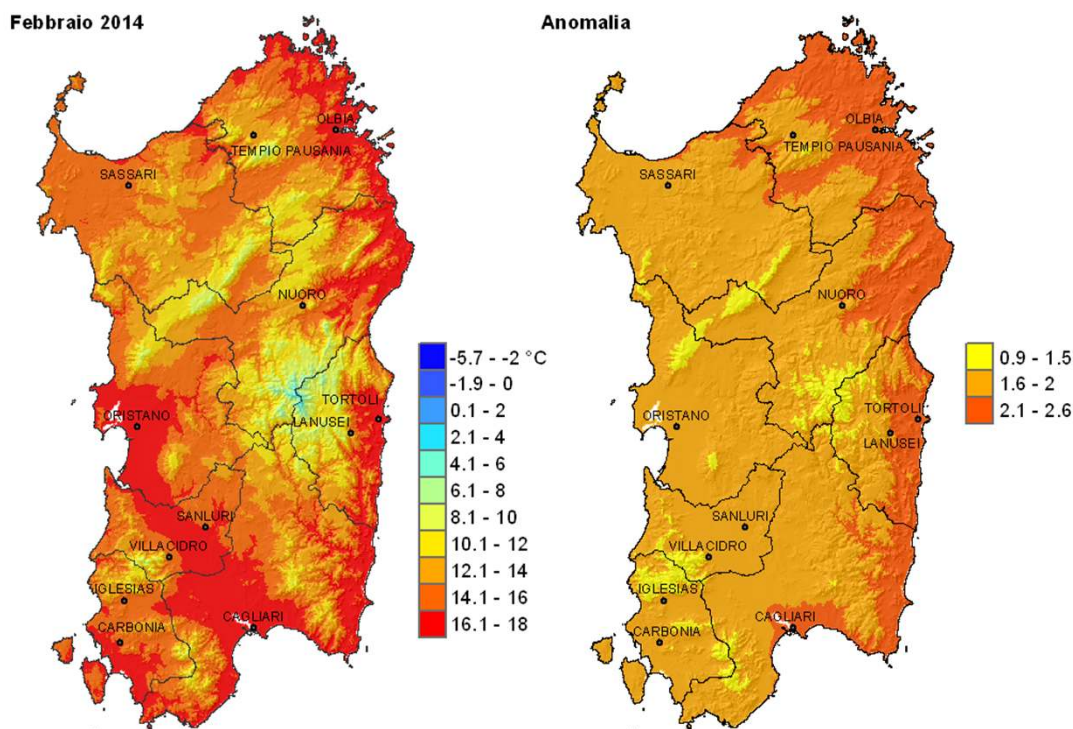 Febbraio 2014
OLBIA
TEMPIO PAUSANIA
SASSARI
NUORO
ORISTANO
TORTOLI
LANUSEI
SANLURI
VILLACIDRO
IGLESIAS
CAGLIARI
CARBONIA
-5.7 - -2 °C
-1.9 - 0
0.1 - 2
2.1 - 4
4.1 - 6
6.1 - 8
8.1 - 10
10.1 - 12
12.1 - 14
14.1 - 16
16.1 - 18
Anomalia
OLBIA
TEMPIO PAUSANIA
SASSARI
NUORO
ORISTANO
TORTOLI
LANUSEI
SANLURI
VILLACIDRO
IGLESIAS
CAGLIARI
CARBONIA
0.9 - 1.5
1.6 - 2
2.1 - 2.6